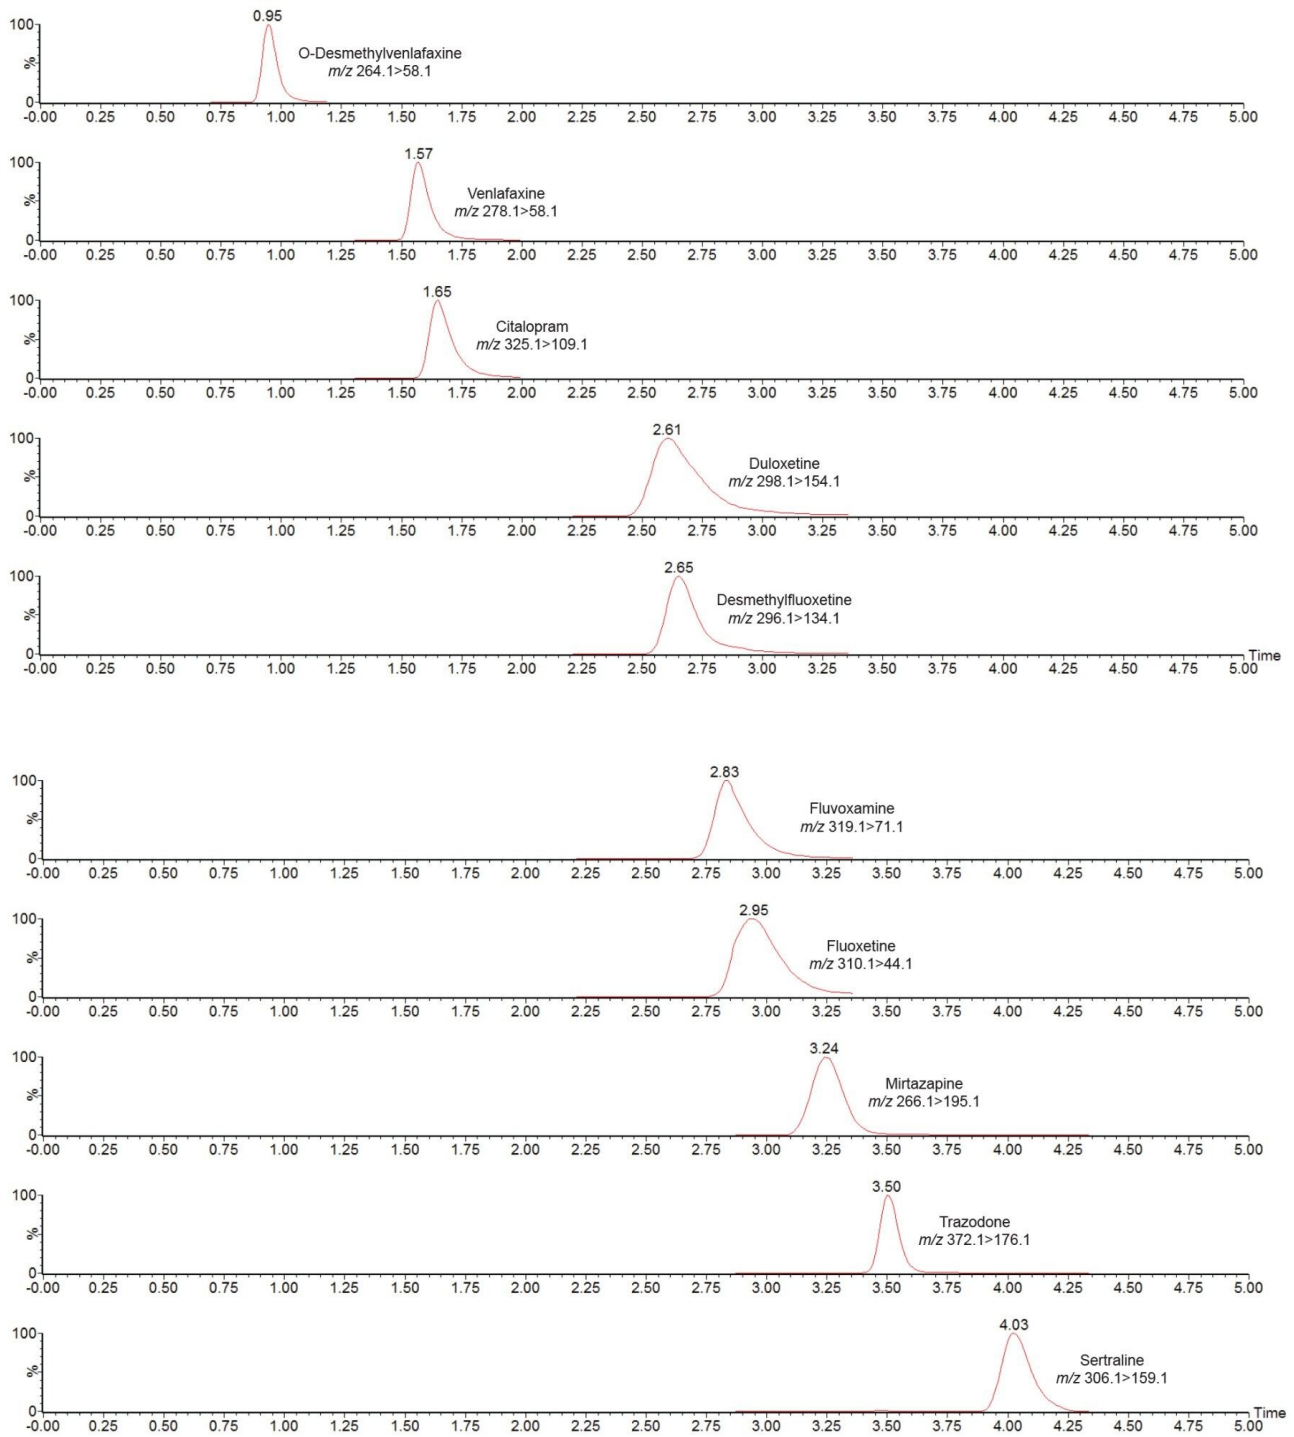 0.95
100
O-Desmethylvenlafaxine
%
m/z 264.1>58.1
0
-0.00 0.25 0.50 0.75 1.00 1.25 1.50 1.75 2.00 2.25 2.50 2.75 3.00 3.25 3.50 3.75 4.00 4.25 4.50 4.75 5.00
1.57
100
Venlafaxine
%
m/z 278.1>58.1
0
-0.00 0.25 0.50 0.75 1.00 1.25 1.50 1.75 2.00 2.25 2.50 2.75 3.00 3.25 3.50 3.75 4.00 4.25 4.50 4.75 5.00
1.65
100
Citalopram
%
m/z 325.1>109.1
0
-0.00 0.25 0.50 0.75 1.00 1.25 1.50 1.75 2.00 2.25 2.50 2.75 3.00 3.25 3.50 3.75 4.00 4.25 4.50 4.75 5.00
2.61
100
Duloxetine
%
m/z 298.1>154.1
0
-0.00 0.25 0.50 0.75 1.00 1.25 1.50 1.75 2.00 2.25 2.50 2.75 3.00 3.25 3.50 3.75 4.00 4.25 4.50 4.75 5.00
2.65
100
Desmethylfluoxetine
%
m/z 296.1>134.1
0
Time
-0.00 0.25 0.50 0.75 1.00 1.25 1.50 1.75 2.00 2.25 2.50 2.75 3.00 3.25 3.50 3.75 4.00 4.25 4.50 4.75 5.00
2.83
100
Fluvoxamine
%
m/z 319.1>71.1
0
-0.00 0.25 0.50 0.75 1.00 1.25 1.50 1.75 2.00 2.25 2.50 2.75 3.00 3.25 3.50 3.75 4.00 4.25 4.50 4.75 5.00
2.95
100
Fluoxetine
%
m/z 310.1>44.1
0
-0.00 0.25 0.50 0.75 1.00 1.25 1.50 1.75 2.00 2.25 2.50 2.75 3.00 3.25 3.50 3.75 4.00 4.25 4.50 4.75 5.00
3.24
100
Mirtazapine
%
m/z 266.1>195.1
0
-0.00 0.25 0.50 0.75 1.00 1.25 1.50 1.75 2.00 2.25 2.50 2.75 3.00 3.25 3.50 3.75 4.00 4.25 4.50 4.75 5.00
3.50
100
Trazodone
%
m/z 372.1>176.1
0
-0.00 0.25 0.50 0.75 1.00 1.25 1.50 1.75 2.00 2.25 2.50 2.75 3.00 3.25 3.50 3.75 4.00 4.25 4.50 4.75 5.00
4.03
100
Sertraline
%
m/z 306.1>159.1
0
Time
-0.00 0.25 0.50 0.75 1.00 1.25 1.50 1.75 2.00 2.25 2.50 2.75 3.00 3.25 3.50 3.75 4.00 4.25 4.50 4.75 5.00